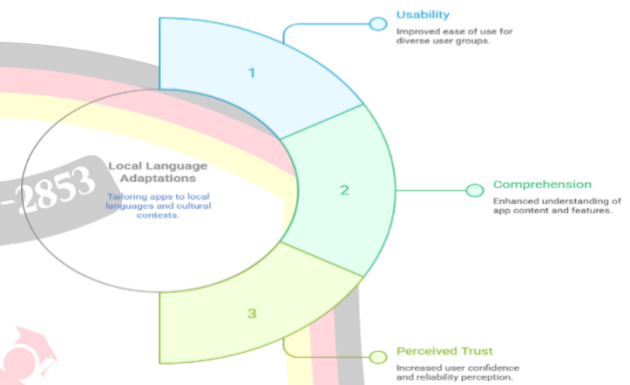 Usability
Improved ease of use for
diverse user groups.
1
Local Language
Adaptations
Tailoring apps to local
languages and cultural
contexts.
-2853
2
Comprehension
Enhanced understanding of
app content and features.
3
Perceived Trust
Increased user confidence
and reliability perception.